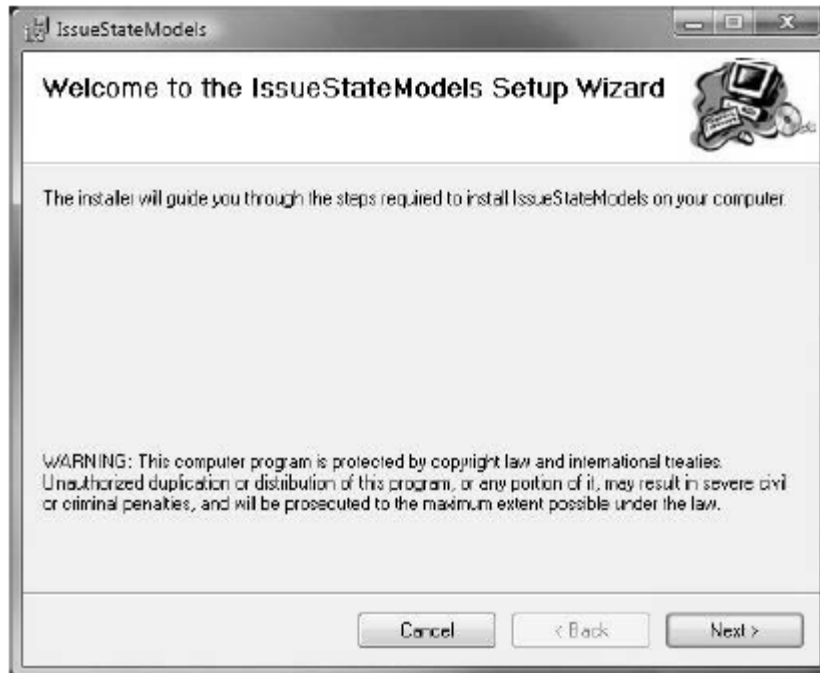 IssueStateModels
Welcome to the IssueStateModels Setup Wizard
The installer will guide you through the steps required to install IssueStateModels on your computer.
WARNING: This computer program is protected by copyright law and international treaties.
Unauthorized duplication or distribution of this program, or any portion of it, may result in severe civil
or criminal penalties, and will be prosecuted to the maximum extent possible under the law.
Cancel
< Back
Next >